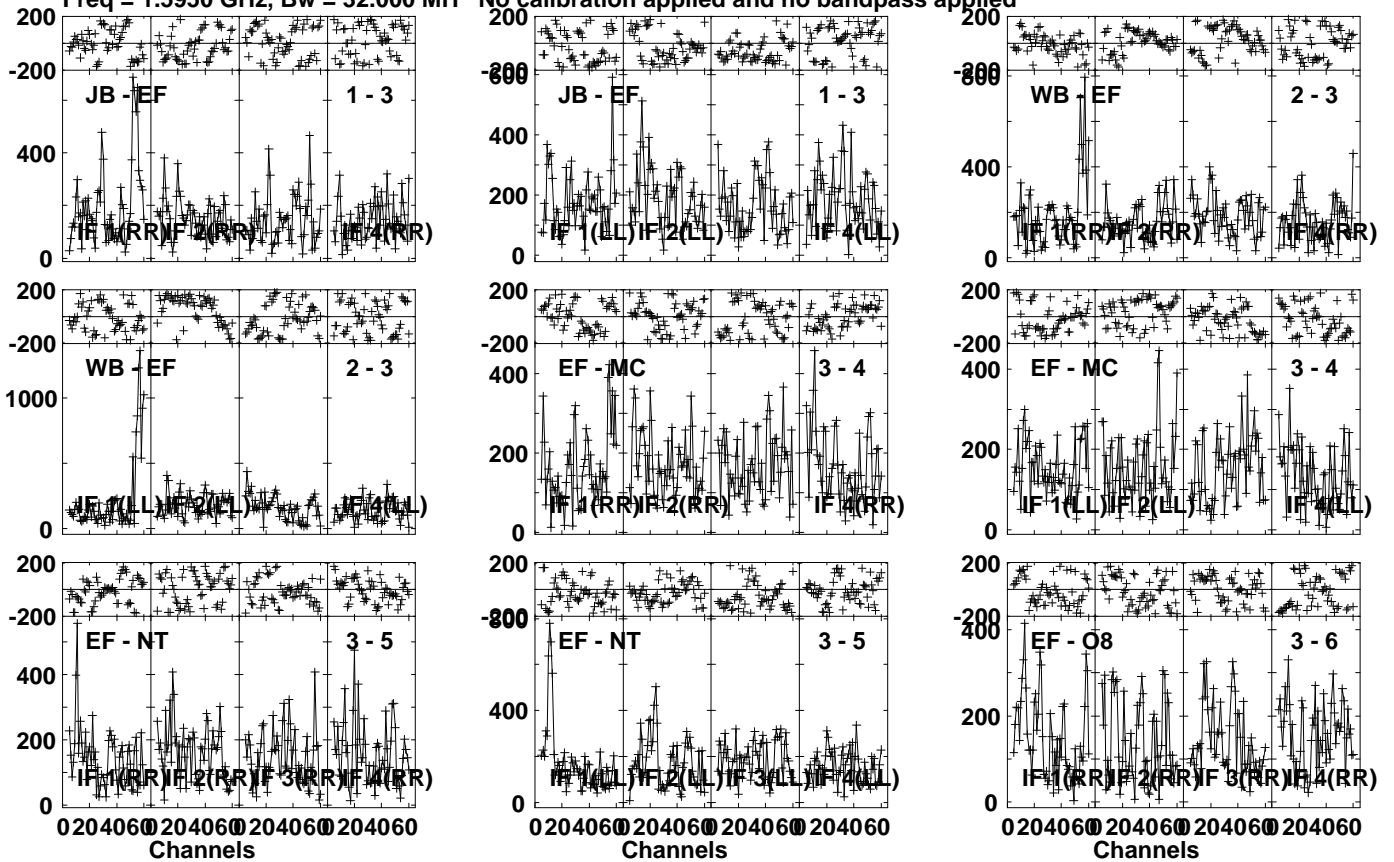 Freq = 1.5950 GHz, Bw = 32.000 MH No calibration applied and no bandpass applied
200
-200
JB - EF 1 - 3
400
0
IF 1(RR) IF 2(RR) IF 4(RR)
200
-200
600
JB - EF 1 - 3
400
200
0
IF 1(LL) IF 2(LL) IF 4(LL)
200
-200
800
WB - EF 2 - 3
400
0
IF 1(RR) IF 2(RR) IF 4(RR)
200
-200
WB - EF 2 - 3
1000
0
IF 1(LL) IF 2(LL) IF 4(LL)
200
-200
EF - MC 3 - 4
400
200
0
IF 1(RR) IF 2(RR) IF 4(RR)
200
-200
EF - MC 3 - 4
400
200
0
IF 1(LL) IF 2(LL) IF 4(LL)
200
-200
EF - NT 3 - 5
400
200
0
IF 1(RR) IF 2(RR) IF 3(RR) IF 4(RR)
0 20 40 60 0 20 40 60 0 20 40 60 0 20 40 60
Channels
200
-200
800
EF - NT 3 - 5
400
0
IF 1(LL) IF 2(LL) IF 3(LL) IF 4(LL)
0 20 40 60 0 20 40 60 0 20 40 60 0 20 40 60
Channels
200
-200
400
EF - O8 3 - 6
200
0
IF 1(RR) IF 2(RR) IF 3(RR) IF 4(RR)
0 20 40 60 0 20 40 60 0 20 40 60 0 20 40 60
Channels